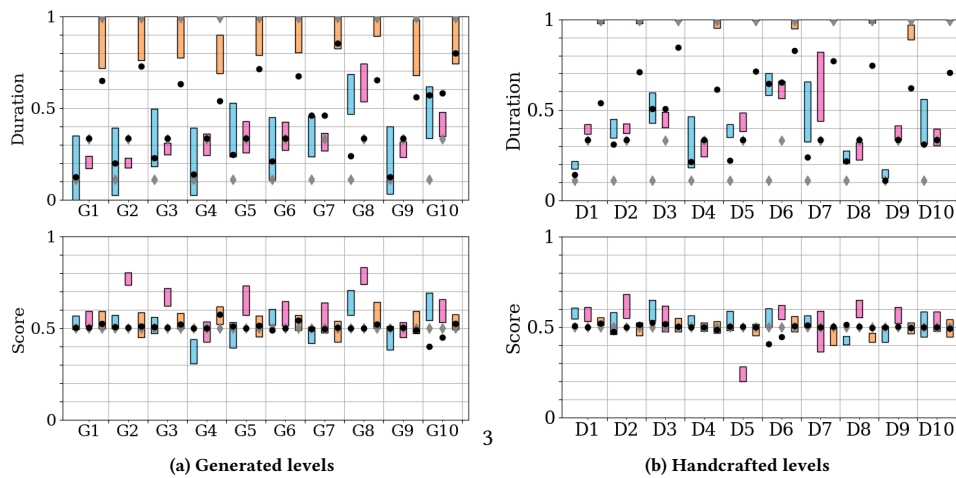 1
0.5
0
Duration
G1 G2 G3 G4 G5 G6 G7 G8 G9 G10
1
0.5
0
Score
G1 G2 G3 G4 G5 G6 G7 G8 G9 G10
(a) Generated levels
3
1
0.5
0
Duration
D1 D2 D3 D4 D5 D6 D7 D8 D9 D10
1
0.5
0
Score
D1 D2 D3 D4 D5 D6 D7 D8 D9 D10
(b) Handcrafted levels